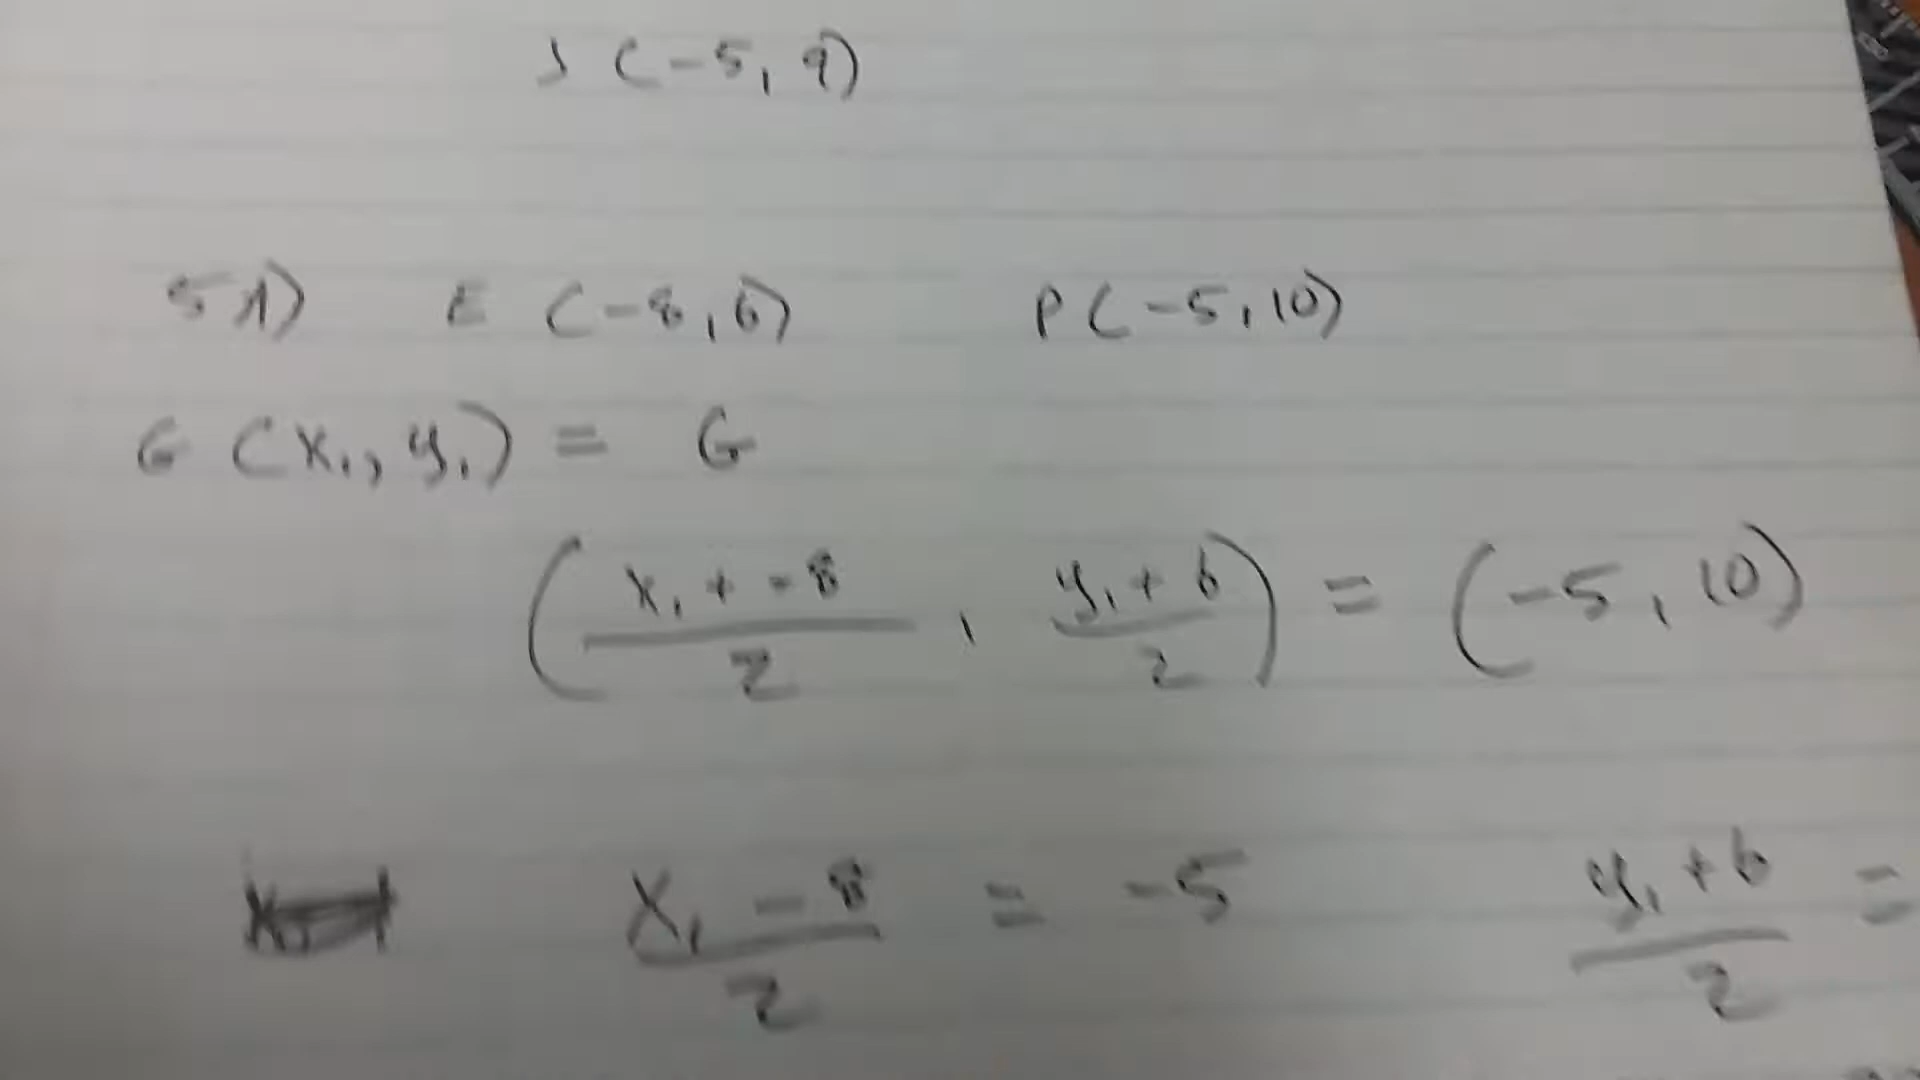 J (-5, 9)
5A) E (-8, 6) P (-5, 10)
G (x₁, y₁) = G
(x₁ + -8 / 2 , y₁ + 6 / 2) = (-5, 10)
x₁ - 8 / 2 = -5 y₁ + 6 / 2 =